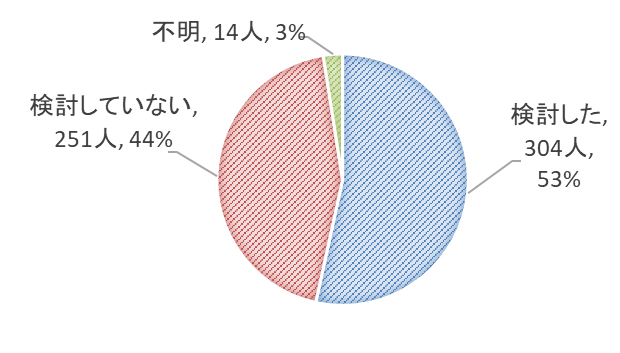 不明, 14人, 3%
検討していない,
251人, 44%
検討した,
304人,
53%